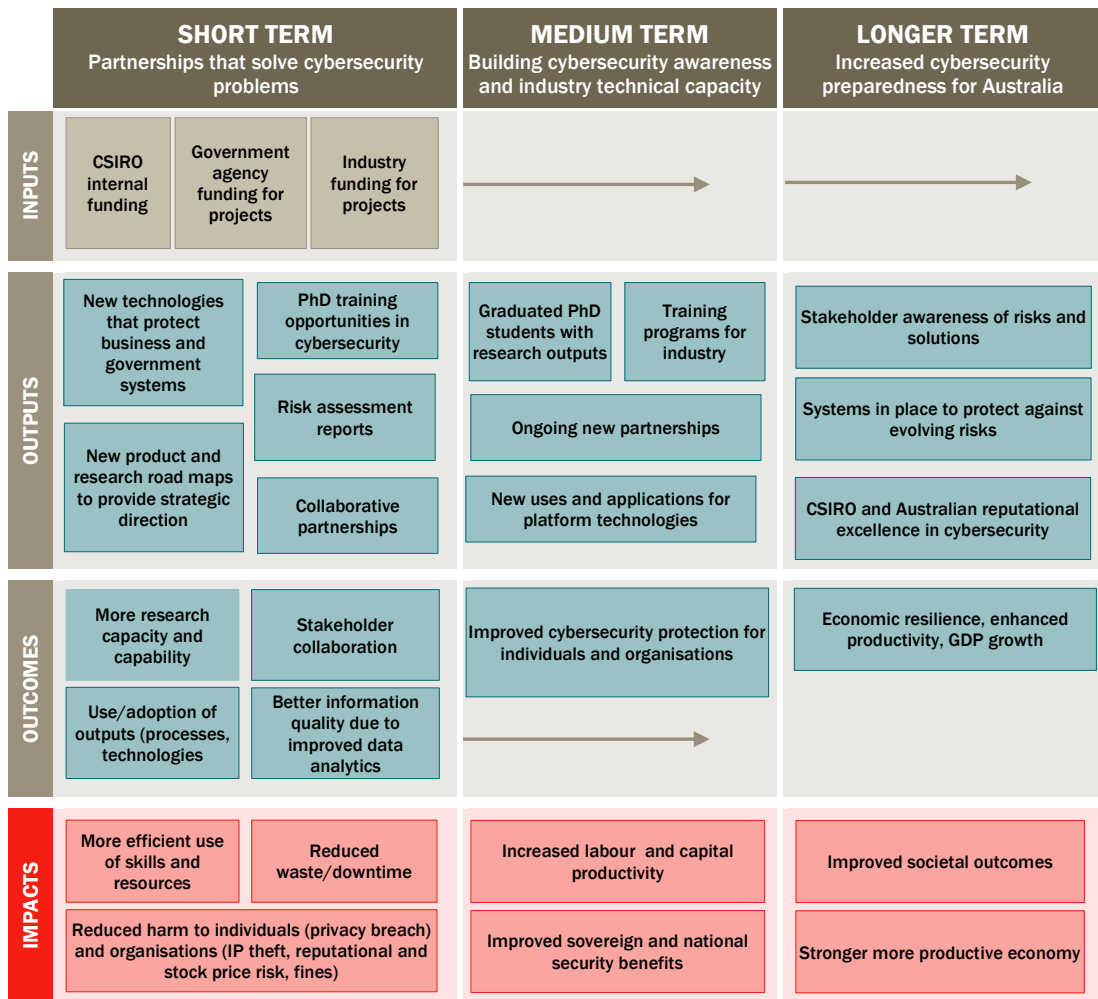 SHORT TERM
Partnerships that solve cybersecurity
problems
MEDIUM TERM
Building cybersecurity awareness
and industry technical capacity
LONGER TERM
Increased cybersecurity
preparedness for Australia
INPUTS
CSIRO
internal
funding
Government
agency
funding for
projects
Industry
funding for
projects
OUTPUTS
New technologies
that protect
business and
government
systems
PhD training
opportunities in
cybersecurity
Risk assessment
reports
New product and
research road maps
to provide strategic
direction
Collaborative
partnerships
Graduated PhD
students with
research outputs
Training
programs for
industry
Ongoing new partnerships
New uses and applications for
platform technologies
Stakeholder awareness of risks and
solutions
Systems in place to protect against
evolving risks
CSIRO and Australian reputational
excellence in cybersecurity
OUTCOMES
More research
capacity and
capability
Stakeholder
collaboration
Use/adoption of
outputs (processes,
technologies
Better information
quality due to
improved data
analytics
Improved cybersecurity protection for
individuals and organisations
Economic resilience, enhanced
productivity, GDP growth
IMPACTS
More efficient use
of skills and
resources
Reduced
waste/downtime
Reduced harm to individuals (privacy breach)
and organisations (IP theft, reputational and
stock price risk, fines)
Increased labour and capital
productivity
Improved sovereign and national
security benefits
Improved societal outcomes
Stronger more productive economy